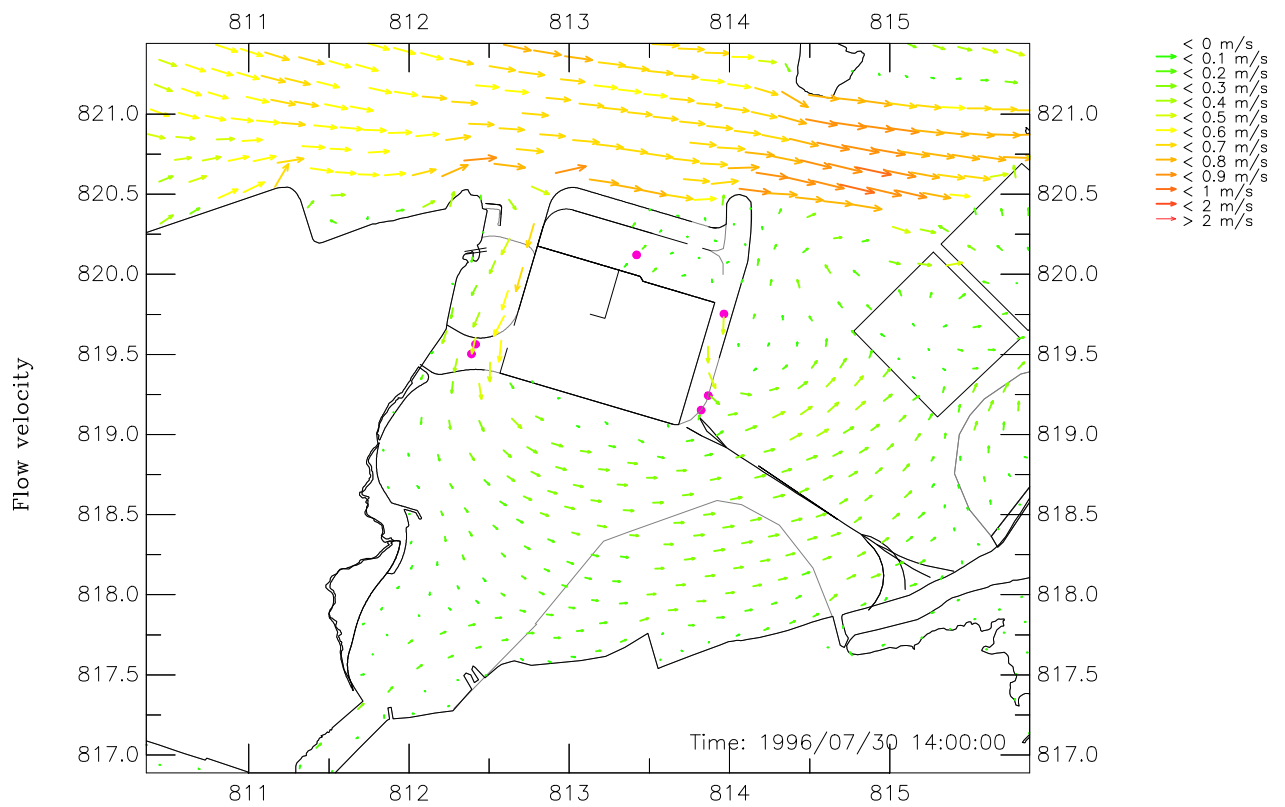 811 812 813 814 815
< 0 m/s
< 0.1 m/s
< 0.2 m/s
< 0.3 m/s
< 0.4 m/s
< 0.5 m/s
< 0.6 m/s
< 0.7 m/s
< 0.8 m/s
< 0.9 m/s
< 1 m/s
< 2 m/s
> 2 m/s
821.0 821.0
820.5 820.5
820.0 820.0
819.5 819.5
819.0 819.0
818.5 818.5
818.0 818.0
817.5 817.5
817.0 817.0
Flow velocity
Time: 1996/07/30 14:00:00
811 812 813 814 815